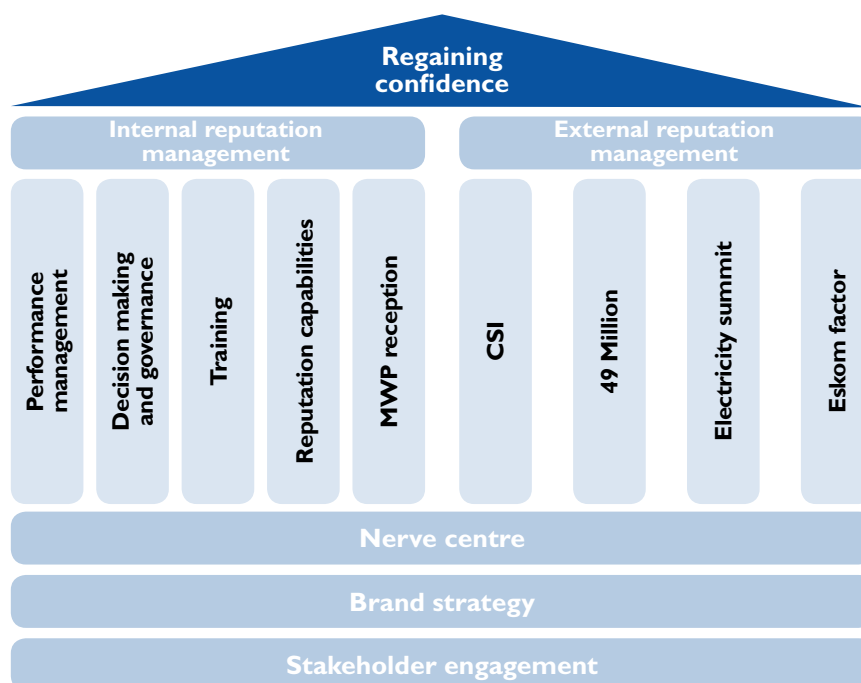 Regaining
confidence
Internal reputation
management
External reputation
management
Performance
management
Decision making
and governance
Training
Reputation capabilities
MWP reception
CSI
49 Million
Electricity summit
Eskom factor
Nerve centre
Brand strategy
Stakeholder engagement